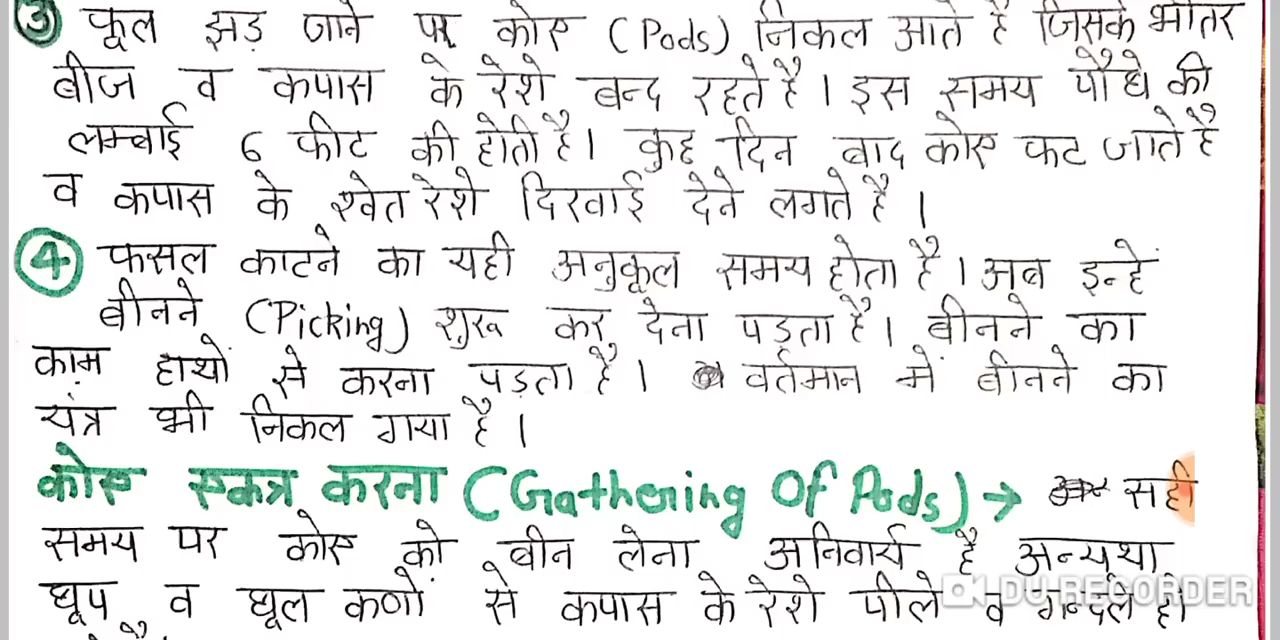 ③ फूल झड़ जाने पर कोए (Pods) निकल आते है जिसके भीतर
बीज व कपास के रेशे बन्द रहते है। इस समय पौधे की
लम्बाई 6 फीट की होती है। कुछ दिन बाद कोए फट जाते है
व कपास के श्वेत रेशे दिखाई देने लगते है।
④ फसल काटने का यही अनुकूल समय होता है। अब इन्हे
बीनने (Picking) शुरू कर देना पड़ता है। बीनने का
काम हाथों से करना पड़ता है। वर्तमान में बीनने का
यंत्र भी निकल गया है।
कोए एकत्र करना (Gathering Of Pods) → सही
समय पर कोए को बीन लेना अनिवार्य है अन्यथा
धूप व धूल कणों से कपास के रेशे पीले व गन्दले हो
DU RECORDER